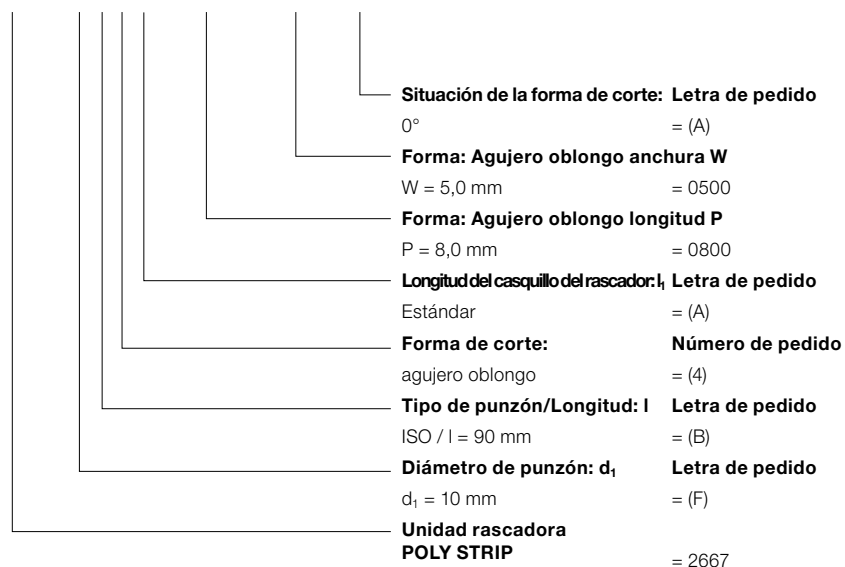 Situación de la forma de corte: Letra de pedido
0° = (A)
Forma: Agujero oblongo anchura W
W = 5,0 mm = 0500
Forma: Agujero oblongo longitud P
P = 8,0 mm = 0800
Longitud del casquillo del rascador: l₁ Letra de pedido
Estándar = (A)
Forma de corte: Número de pedido
agujero oblongo = (4)
Tipo de punzón/Longitud: l Letra de pedido
ISO / l = 90 mm = (B)
Diámetro de punzón: d₁ Letra de pedido
d₁ = 10 mm = (F)
Unidad rascadora
POLY STRIP = 2667